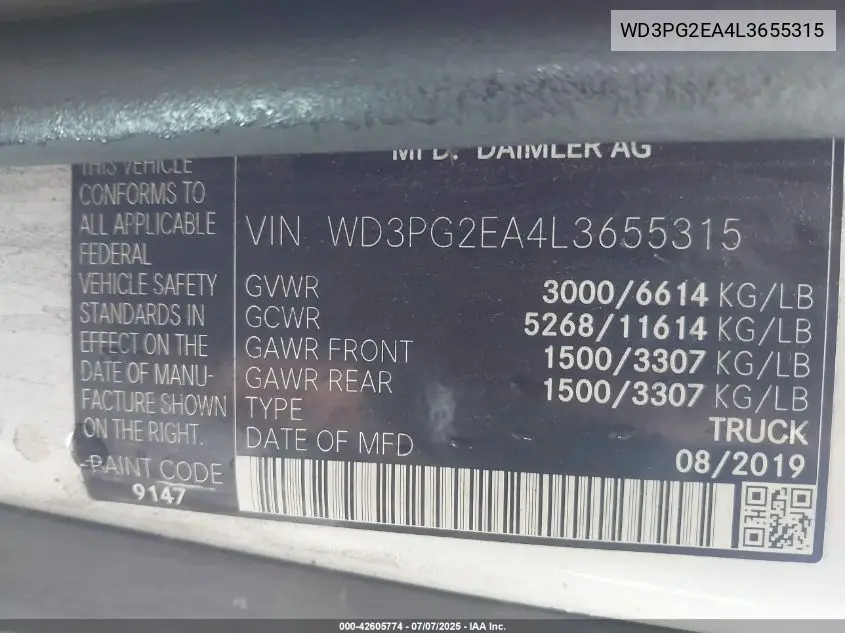 WD3PG2EA4L3655315
MFD. DAIMLER AG
THIS VEHICLE
CONFORMS TO
ALL APPLICABLE
FEDERAL
VEHICLE SAFETY
STANDARDS IN
EFFECT ON THE
DATE OF MANU-
FACTURE SHOWN
ON THE RIGHT.
PAINT CODE
9147
VIN WD3PG2EA4L3655315
GVWR 3000/6614 KG/LB
GCWR 5268/11614 KG/LB
GAWR FRONT 1500/3307 KG/LB
GAWR REAR 1500/3307 KG/LB
TYPE TRUCK
DATE OF MFD 08/2019
000-42605774 - 07/07/2025 - IAA Inc.